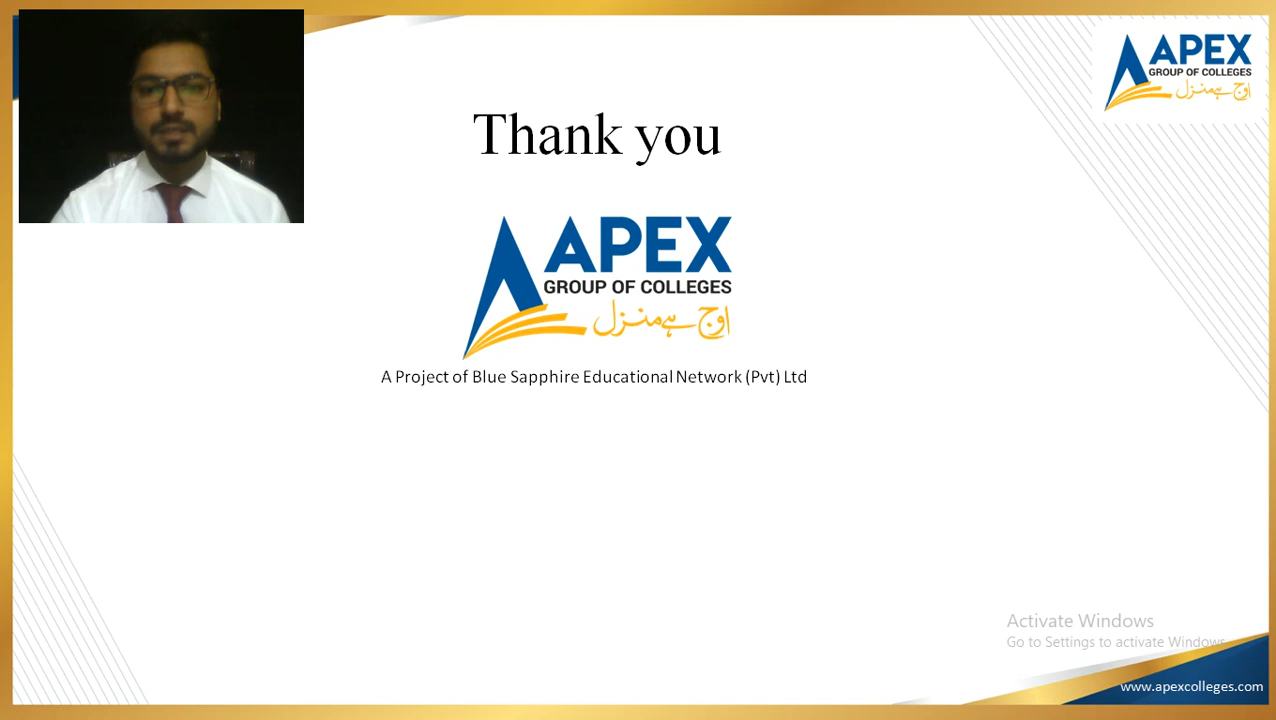 APEX
GROUP OF COLLEGES
اوج ہے منزل
Thank you
APEX
GROUP OF COLLEGES
اوج ہے منزل
A Project of Blue Sapphire Educational Network (Pvt) Ltd
Activate Windows
Go to Settings to activate Windows.
www.apexcolleges.com